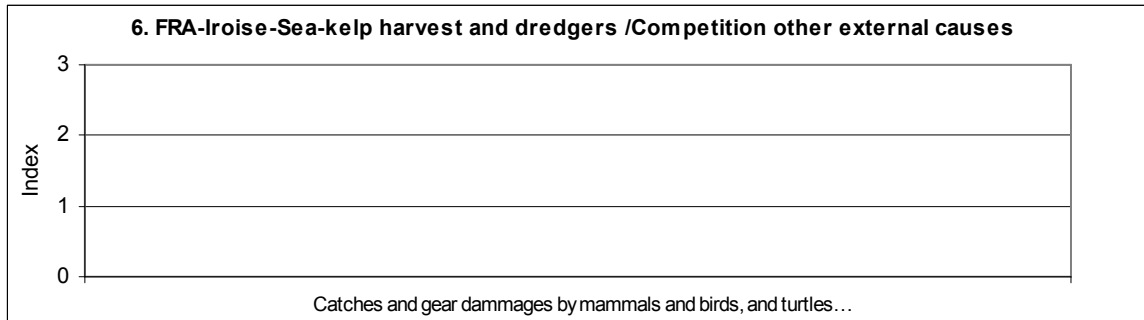 6. FRA-Iroise-Sea-kelp harvest and dredgers /Competition other external causes
3
2
1
0
Index
Catches and gear dammages by mammals and birds, and turtles…